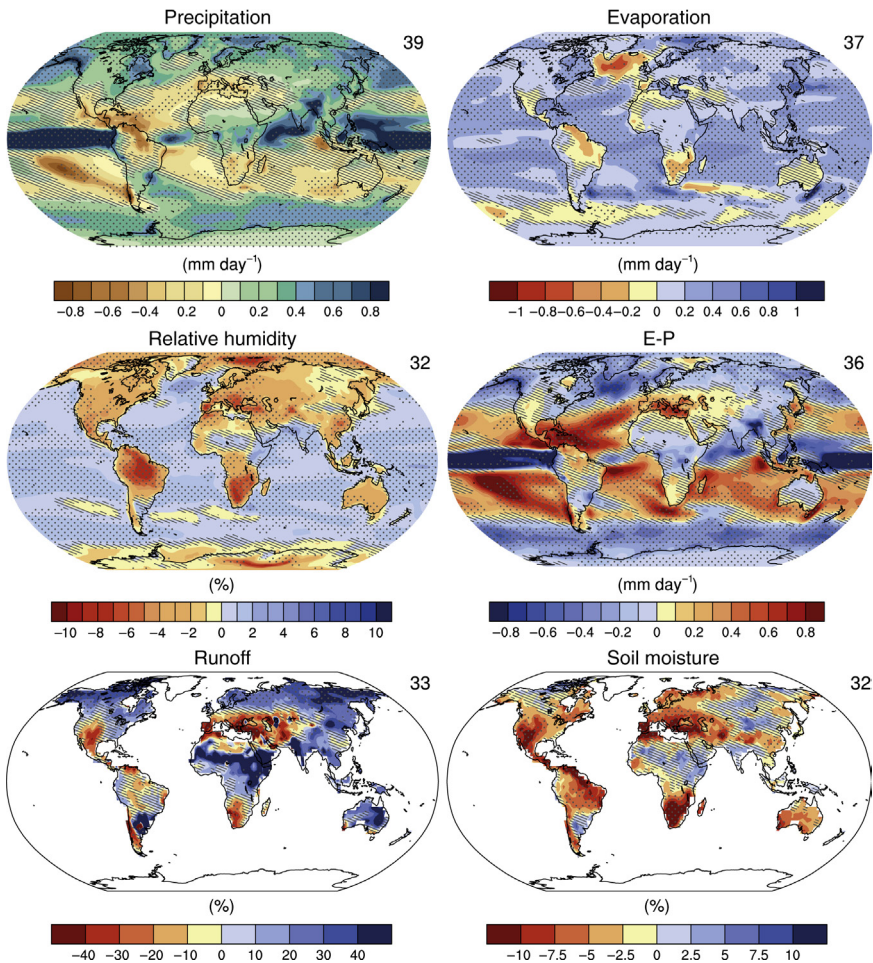 Precipitation
39
(mm day⁻¹)
−0.8 −0.6 −0.4 −0.2 0 0.2 0.4 0.6 0.8
Evaporation
37
(mm day⁻¹)
−1 −0.8−0.6−0.4−0.2 0 0.2 0.4 0.6 0.8 1
Relative humidity
32
(%)
−10 −8 −6 −4 −2 0 2 4 6 8 10
E-P
36
(mm day⁻¹)
−0.8 −0.6 −0.4 −0.2 0 0.2 0.4 0.6 0.8
Runoff
33
(%)
−40 −30 −20 −10 0 10 20 30 40
Soil moisture
32
(%)
−10 −7.5 −5 −2.5 0 2.5 5 7.5 10